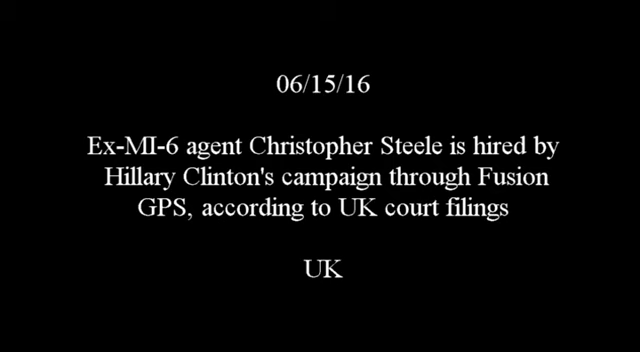 06/15/16
Ex-MI-6 agent Christopher Steele is hired by
Hillary Clinton's campaign through Fusion
GPS, according to UK court filings
UK